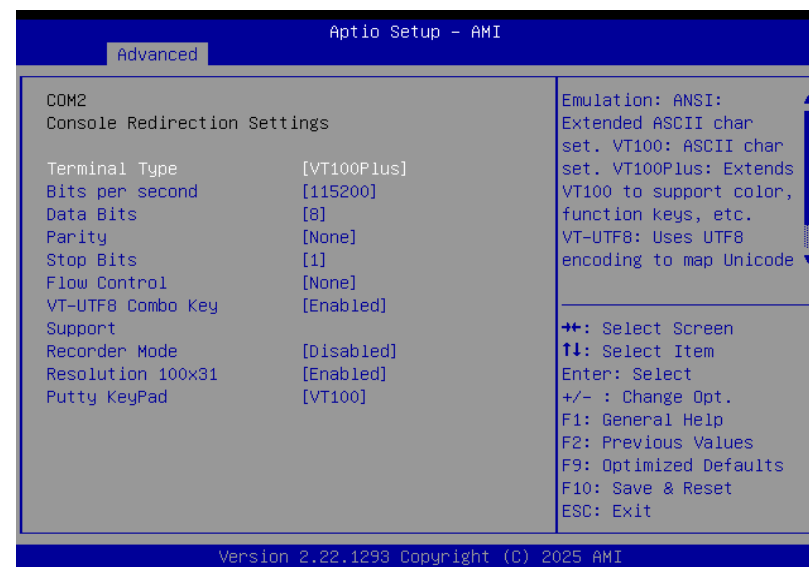 Aptio Setup – AMI
Advanced
COM2
Console Redirection Settings
Terminal Type [VT100Plus]
Bits per second [115200]
Data Bits [8]
Parity [None]
Stop Bits [1]
Flow Control [None]
VT-UTF8 Combo Key [Enabled]
Support
Recorder Mode [Disabled]
Resolution 100x31 [Enabled]
Putty KeyPad [VT100]
Emulation: ANSI:
Extended ASCII char
set. VT100: ASCII char
set. VT100Plus: Extends
VT100 to support color,
function keys, etc.
VT-UTF8: Uses UTF8
encoding to map Unicode
→←: Select Screen
↑↓: Select Item
Enter: Select
+/- : Change Opt.
F1: General Help
F2: Previous Values
F9: Optimized Defaults
F10: Save & Reset
ESC: Exit
Version 2.22.1293 Copyright (C) 2025 AMI